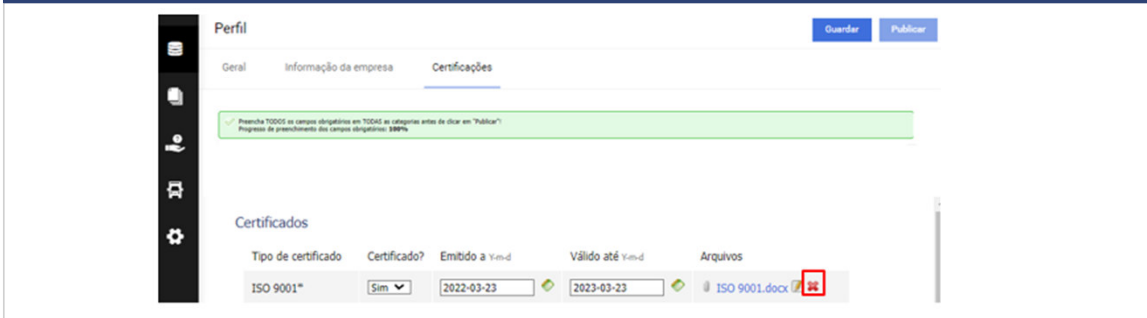 Perfil
Guardar
Publicar
Geral
Informação da empresa
Certificações
Preencha TODOS os campos obrigatórios em TODAS as categorias antes de clicar em "Publicar"!
Progresso de preenchimento dos campos obrigatórios: 100%
Certificados
Tipo de certificado Certificado? Emitido a Y-m-d Válido até Y-m-d Arquivos
ISO 9001* Sim 2022-03-23 2023-03-23 ISO 9001.docx